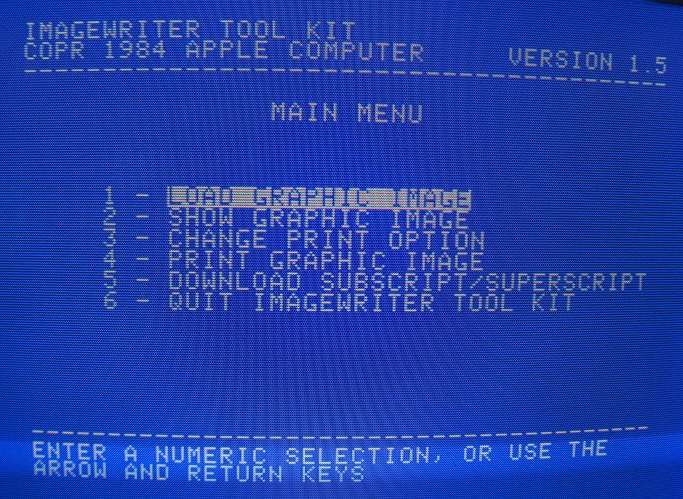 IMAGEWRITER TOOL KIT
COPR 1984 APPLE COMPUTER VERSION 1.5
MAIN MENU
1 - LOAD GRAPHIC IMAGE
2 - SHOW GRAPHIC IMAGE
3 - CHANGE PRINT OPTION
4 - PRINT GRAPHIC IMAGE
5 - DOWNLOAD SUBSCRIPT/SUPERSCRIPT
6 - QUIT IMAGEWRITER TOOL KIT
ENTER A NUMERIC SELECTION, OR USE THE
ARROW AND RETURN KEYS